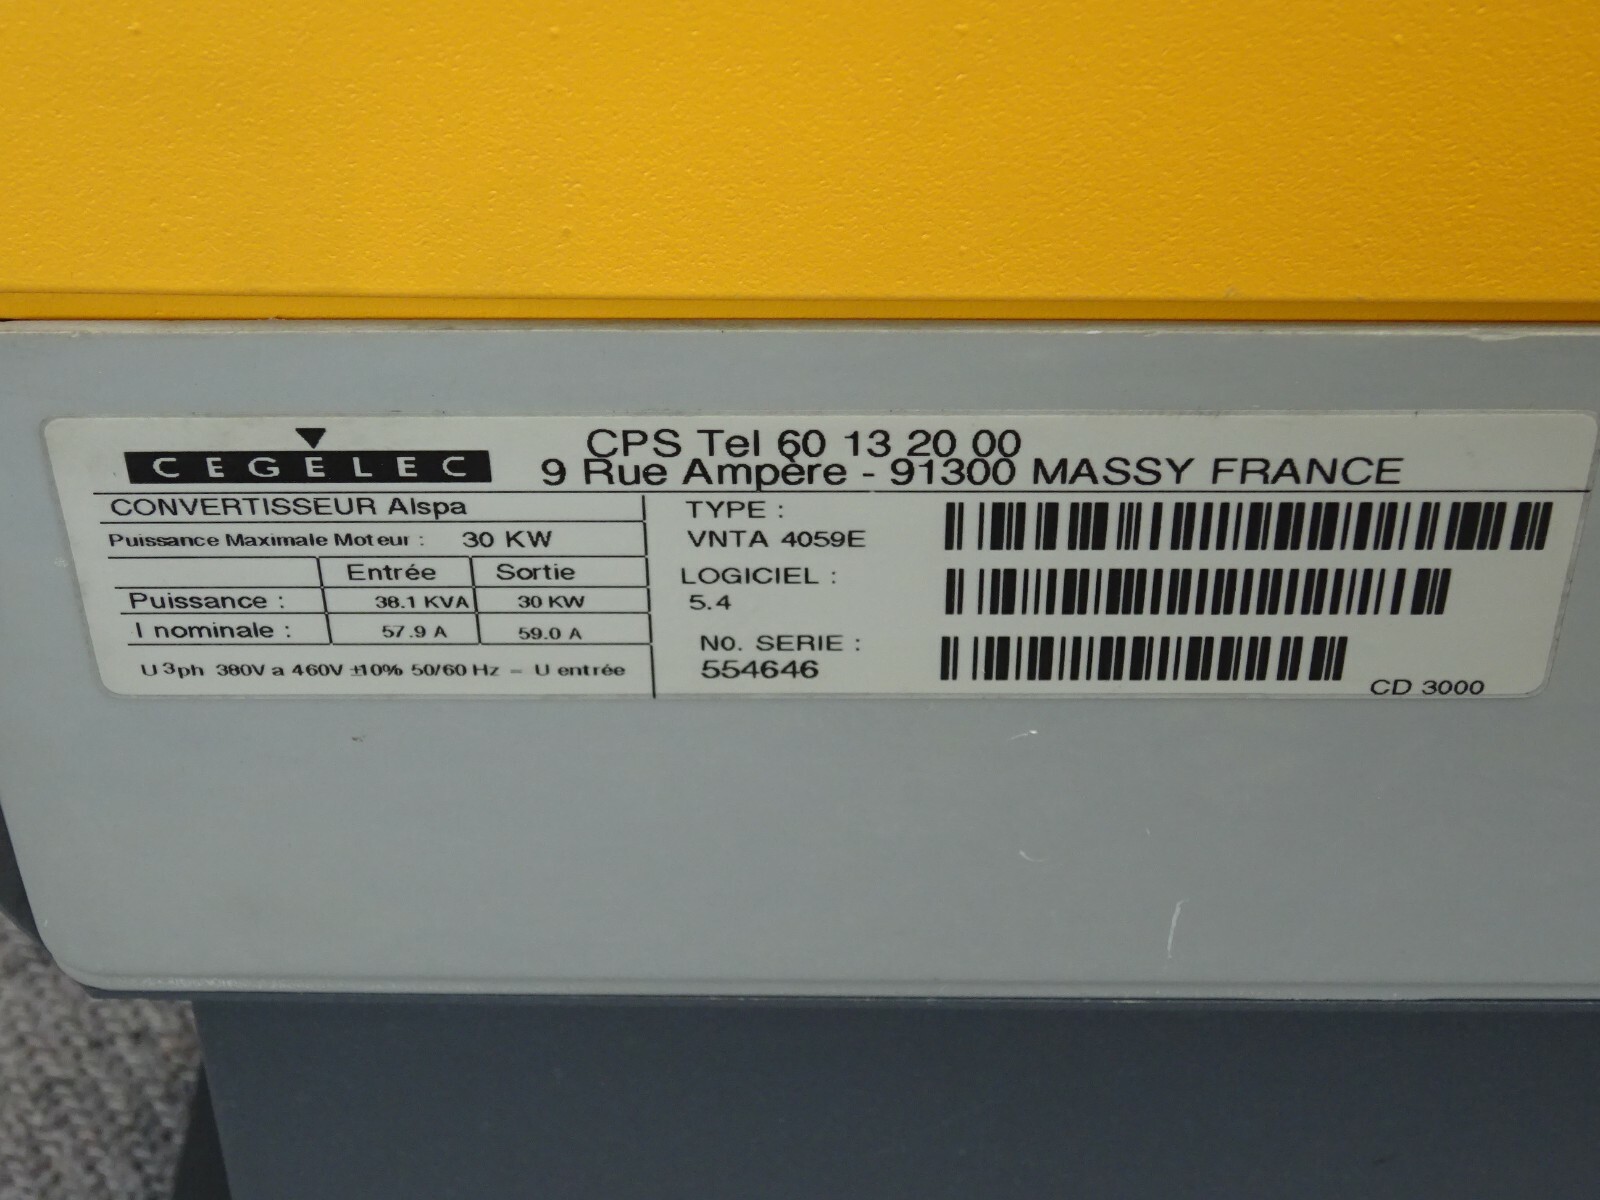 CEGELEC
CPS Tel 60 13 20 00
9 Rue Ampère - 91300 MASSY FRANCE
CONVERTISSEUR Alspa
Puissance Maximale Moteur : 30 KW
Entrée Sortie
Puissance : 38.1 KVA 30 KW
I nominale : 57.9 A 59.0 A
U 3ph 380V a 460V ±10% 50/60 Hz - U entrée
TYPE :
VNTA 4059E
LOGICIEL :
5.4
NO. SERIE :
554646
CD 3000